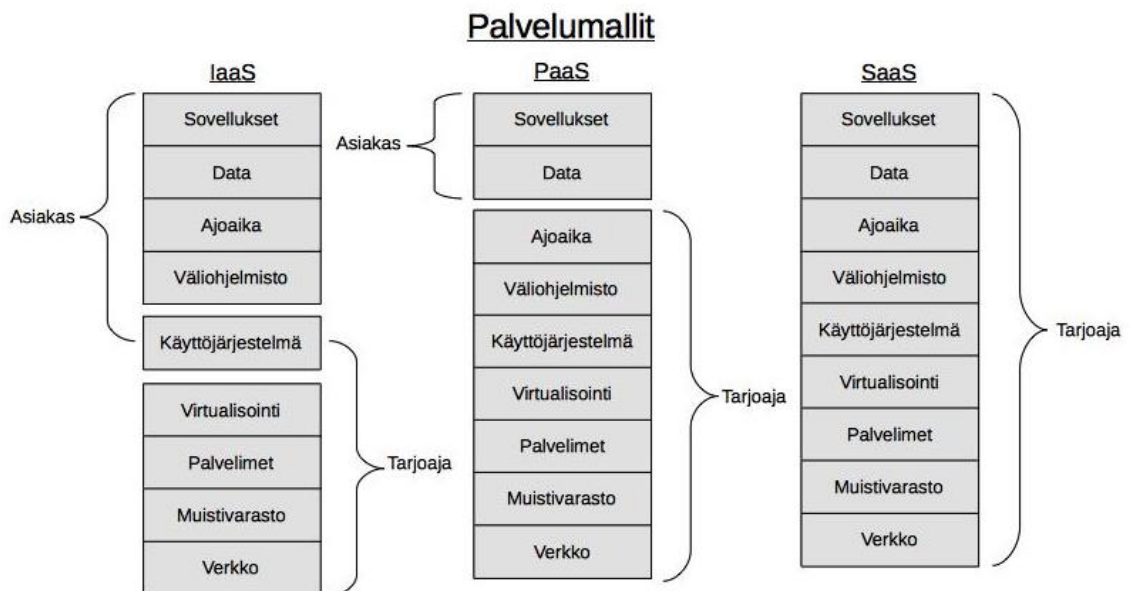 Palvelumallit
IaaS
Asiakas
Sovellukset
Data
Ajoaika
Väliohjelmisto
Käyttöjärjestelmä
Virtualisointi
Palvelimet
Muistivarasto
Verkko
Tarjoaja
PaaS
Asiakas
Sovellukset
Data
Ajoaika
Väliohjelmisto
Käyttöjärjestelmä
Virtualisointi
Palvelimet
Muistivarasto
Verkko
Tarjoaja
SaaS
Sovellukset
Data
Ajoaika
Väliohjelmisto
Käyttöjärjestelmä
Virtualisointi
Palvelimet
Muistivarasto
Verkko
Tarjoaja